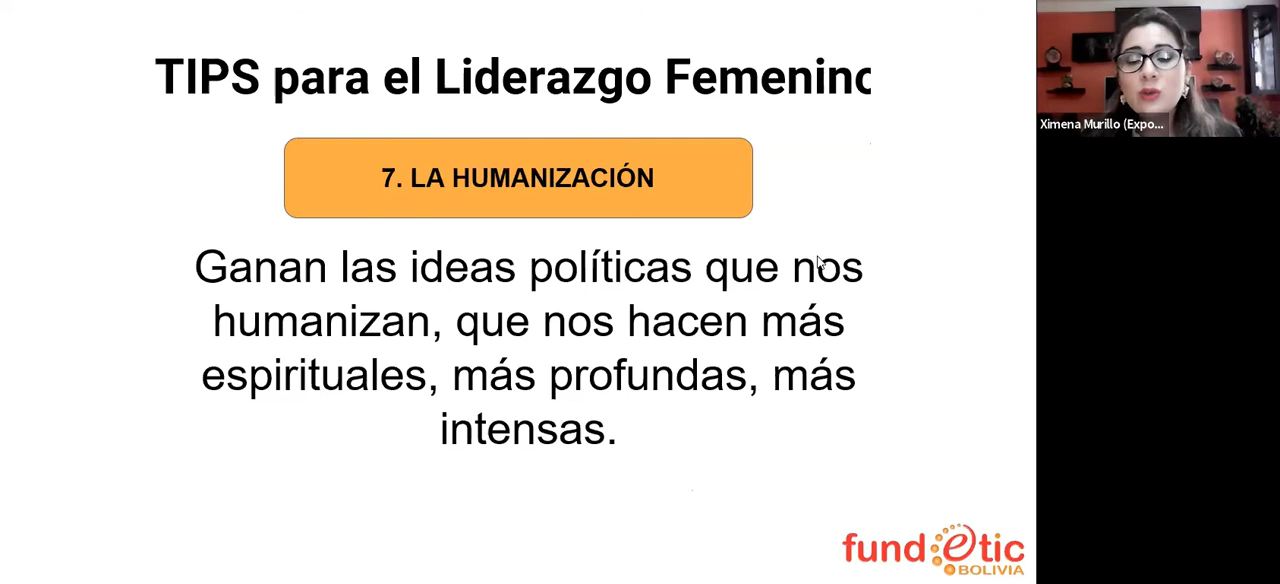 TIPS para el Liderazgo Femenino
7. LA HUMANIZACIÓN
Ganan las ideas políticas que nos
humanizan, que nos hacen más
espirituales, más profundas, más
intensas.
Ximena Murillo (Expo...
fundetic
BOLIVIA